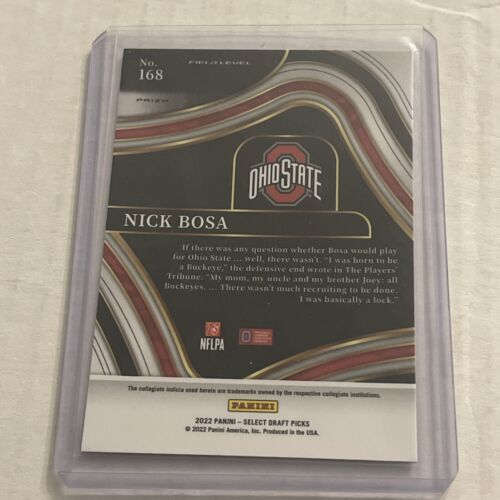 No.
168
FIELD LEVEL
PRIZM
OHIO STATE
NICK BOSA
If there was any question whether Bosa would play
for Ohio State ... well, there wasn't. "I was born to be
a Buckeye," the defensive end wrote in The Players'
Tribune. "My mom, my uncle and my brother Joey: all
Buckeyes. ... There wasn't much recruiting to be done.
I was basically a lock."
NFLPA
The collegiate indicia used herein are trademarks owned by the respective collegiate institutions.
PANINI
2022 PANINI – SELECT DRAFT PICKS
© 2022 Panini America, Inc. Produced in the USA.